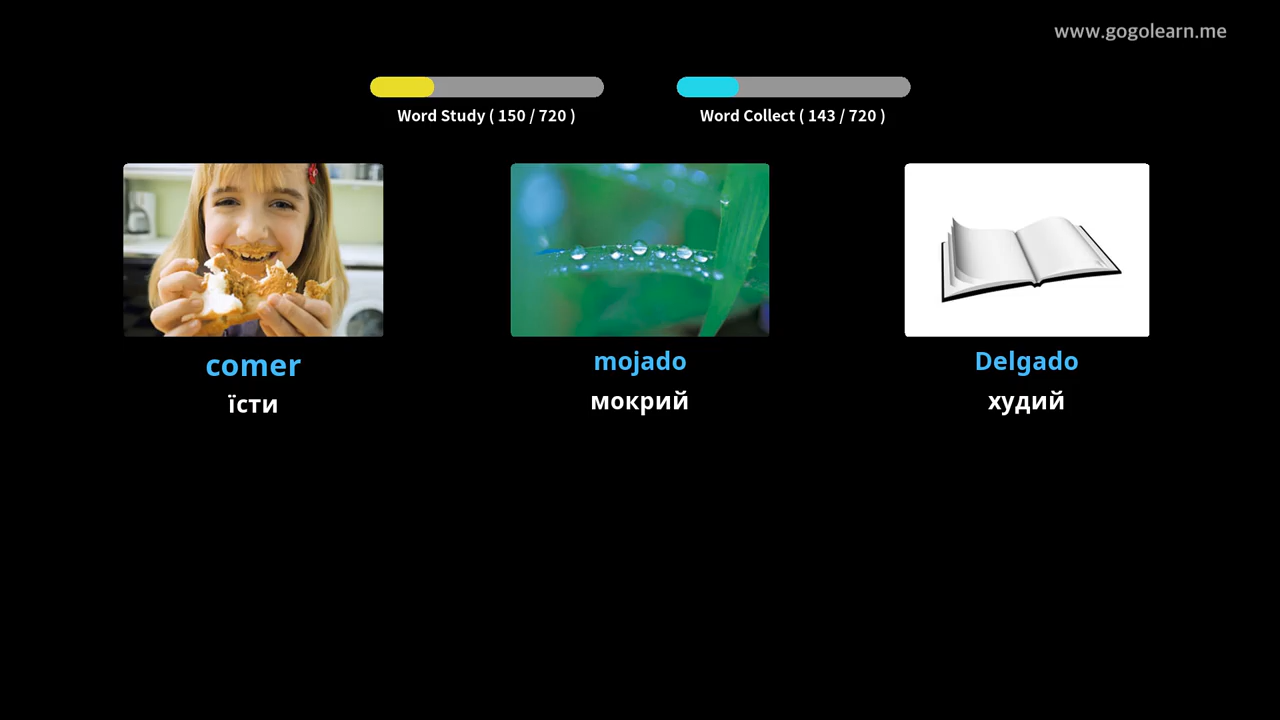 www.gogolearn.me
Word Study ( 150 / 720 )
Word Collect ( 143 / 720 )
comer
їсти
mojado
мокрий
Delgado
худий